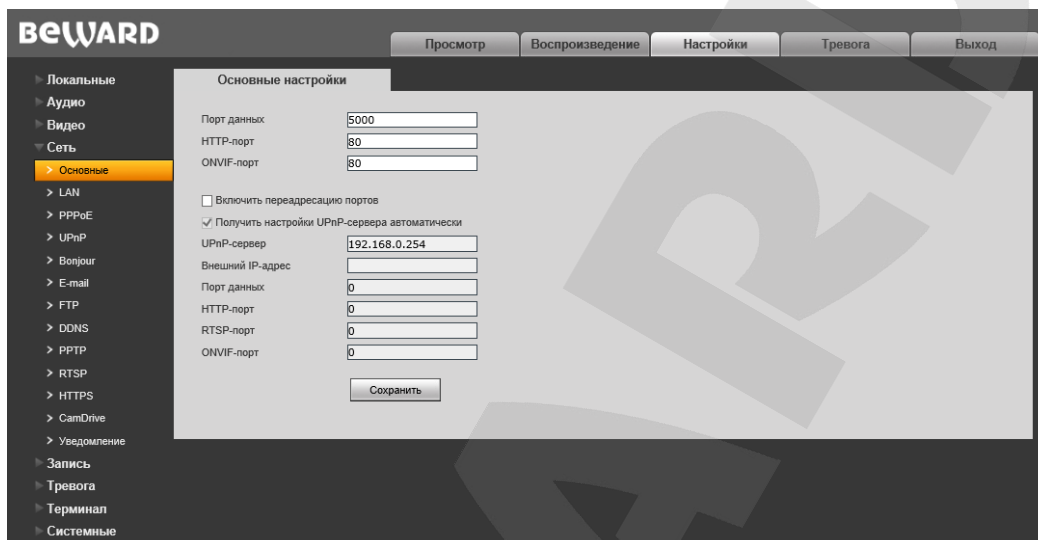 BEWARD
Просмотр Воспроизведение Настройки Тревога Выход
Локальные
Аудио
Видео
Сеть
Основные
LAN
PPPoE
UPnP
Bonjour
E-mail
FTP
DDNS
PPTP
RTSP
HTTPS
CamDrive
Уведомление
Запись
Тревога
Терминал
Системные
Основные настройки
Порт данных 5000
HTTP-порт 80
ONVIF-порт 80
Включить переадресацию портов
Получить настройки UPnP-сервера автоматически
UPnP-сервер 192.168.0.254
Внешний IP-адрес
Порт данных 0
HTTP-порт 0
RTSP-порт 0
ONVIF-порт 0
Сохранить